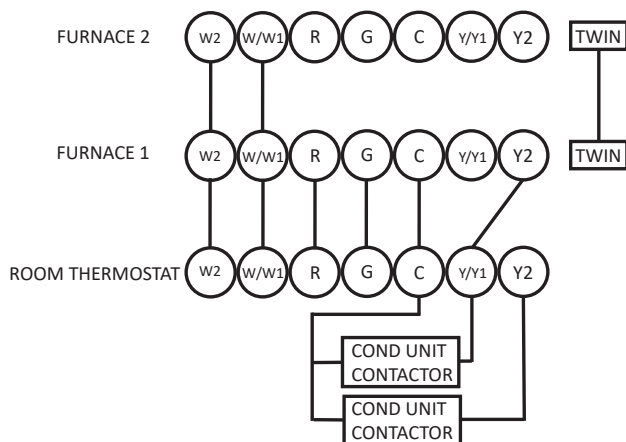 FURNACE 2 W2 W/W1 R G C Y/Y1 Y2 TWIN
FURNACE 1 W2 W/W1 R G C Y/Y1 Y2 TWIN
ROOM THERMOSTAT W2 W/W1 R G C Y/Y1 Y2
COND UNIT
CONTACTOR
COND UNIT
CONTACTOR